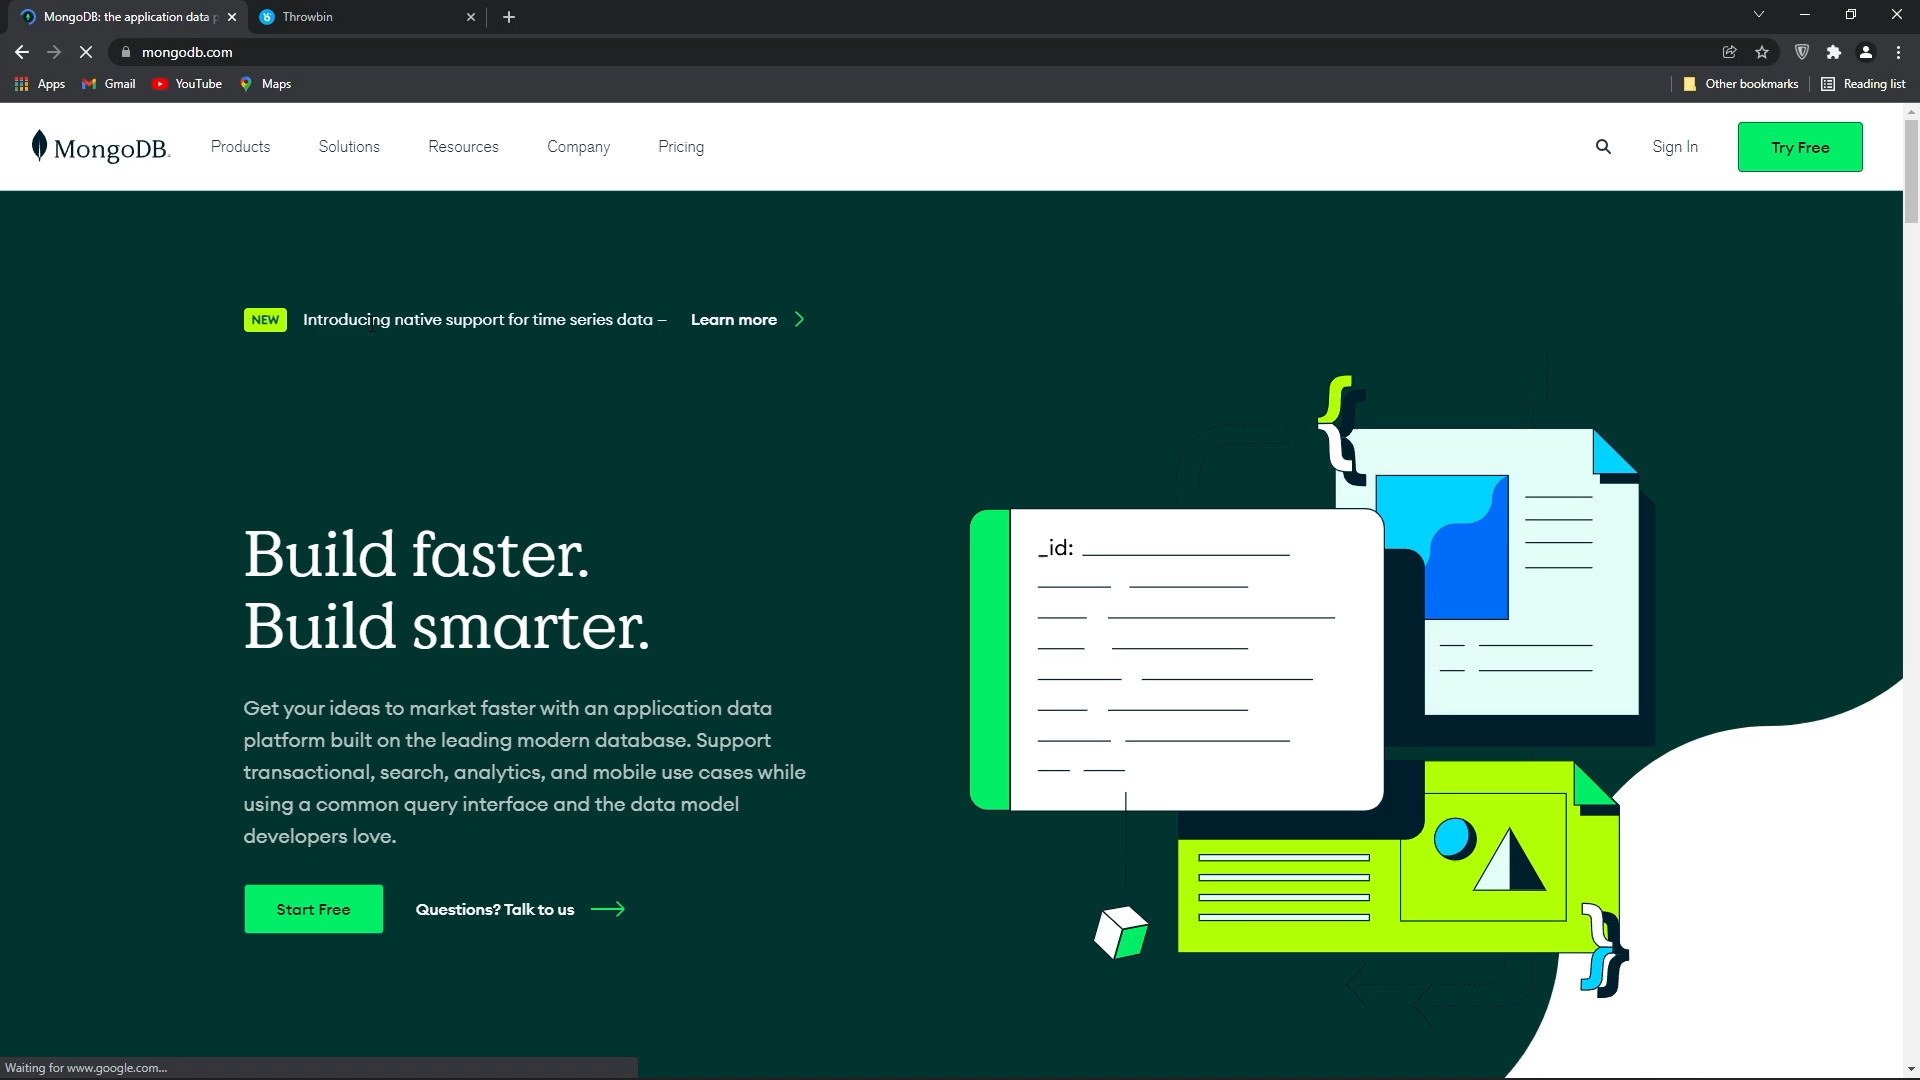 MongoDB: the application data p
Throwbin
mongodb.com
Apps
Gmail
YouTube
Maps
Other bookmarks
Reading list
MongoDB.
Products
Solutions
Resources
Company
Pricing
Sign In
Try Free
NEW
Introducing native support for time series data –
Learn more
Build faster.
Build smarter.
_id:
Get your ideas to market faster with an application data
platform built on the leading modern database. Support
transactional, search, analytics, and mobile use cases while
using a common query interface and the data model
developers love.
Start Free
Questions? Talk to us
Waiting for www.google.com...